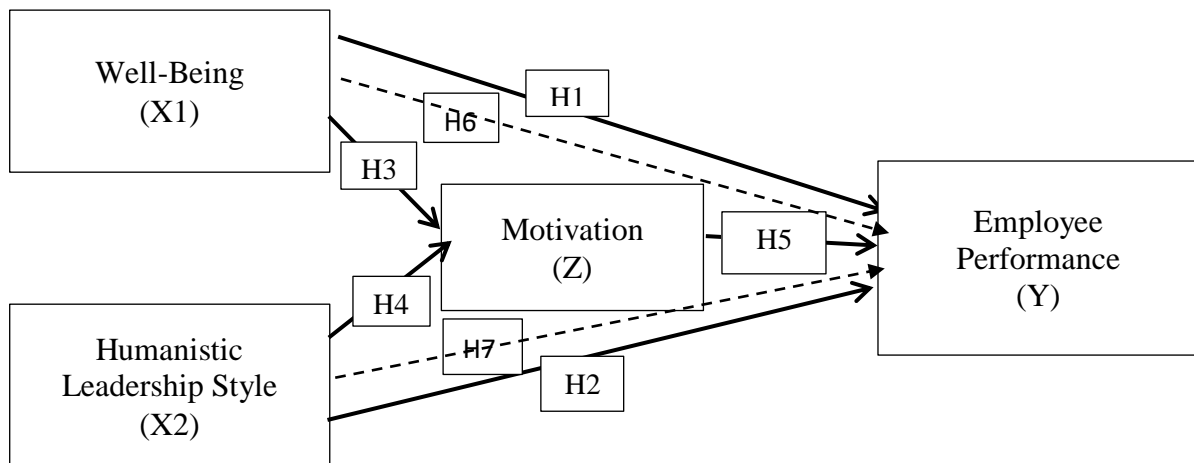 Well-Being
(X1)
H1
H6
H3
Motivation
(Z)
H5
Employee
Performance
(Y)
H4
Humanistic
Leadership Style
(X2)
H7
H2